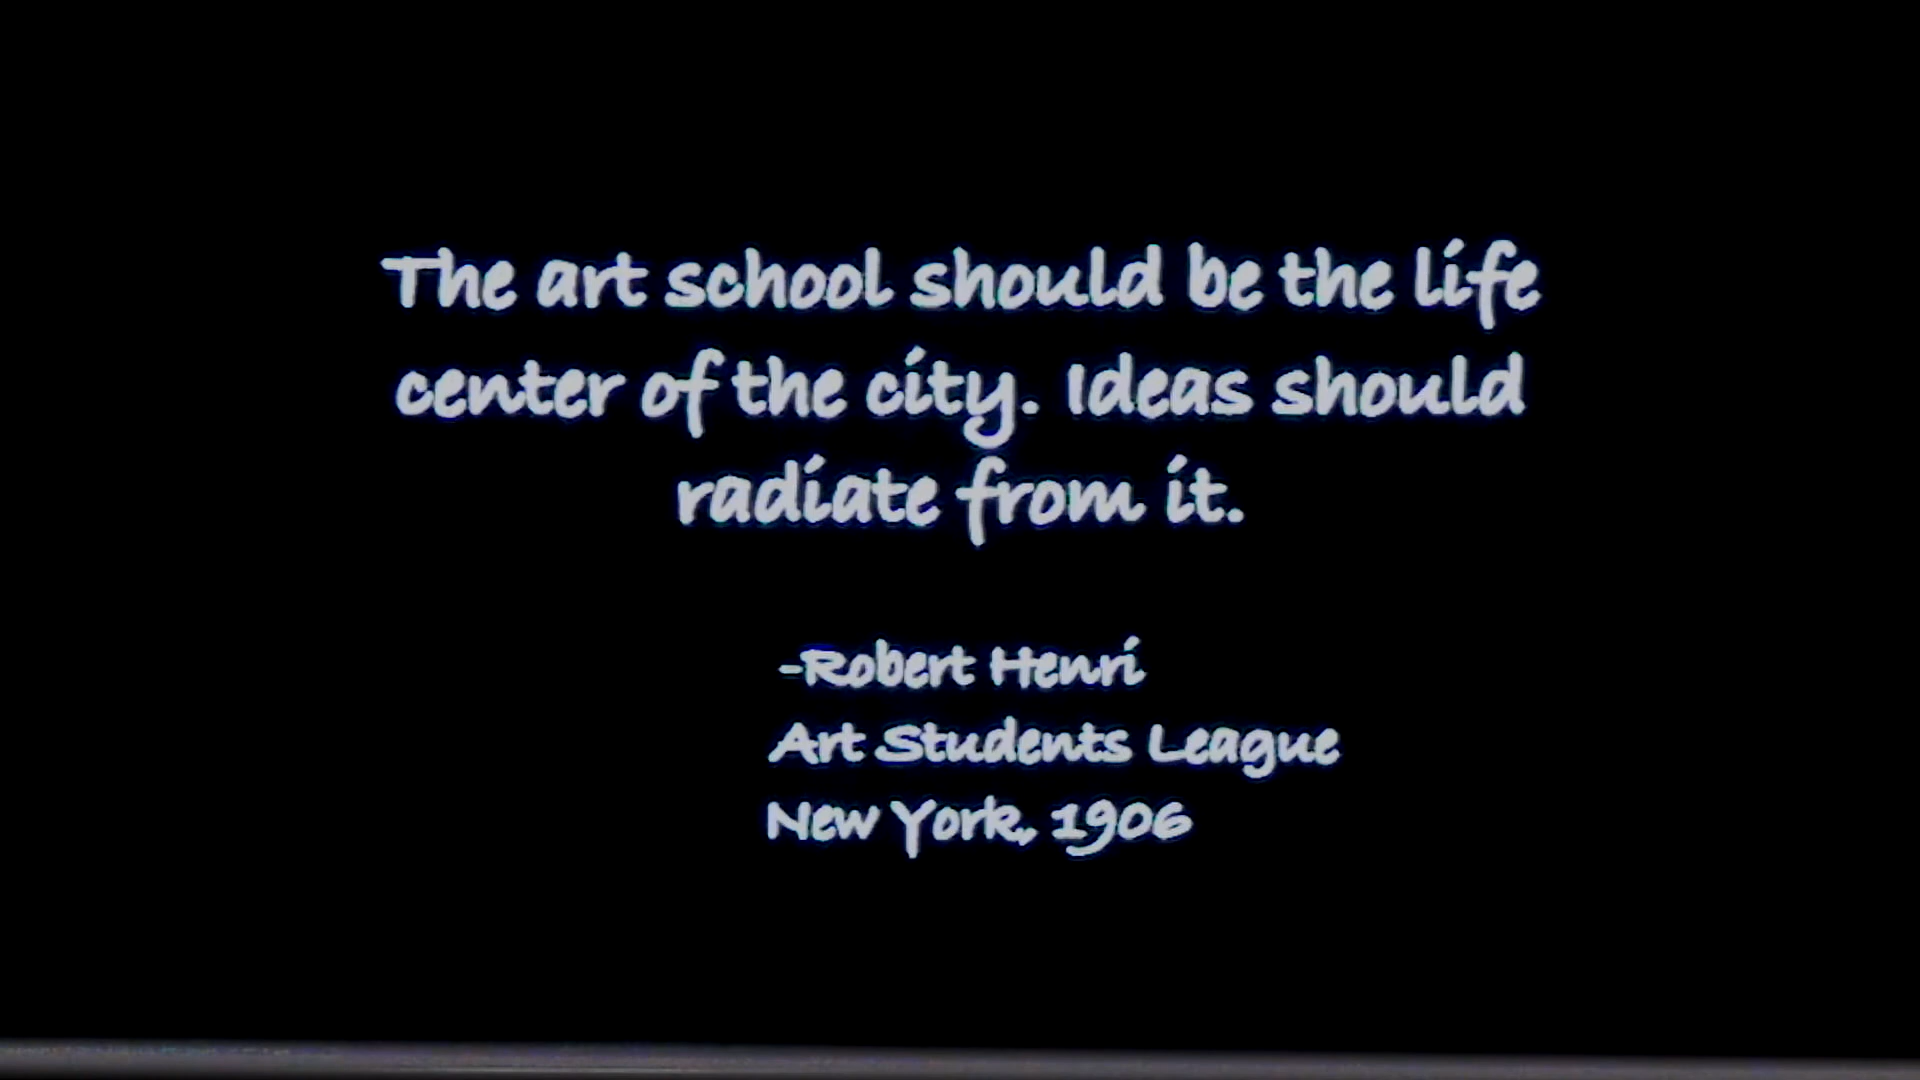 The art school should be the life
center of the city. Ideas should
radiate from it.
-Robert Henri
Art Students League
New York, 1906